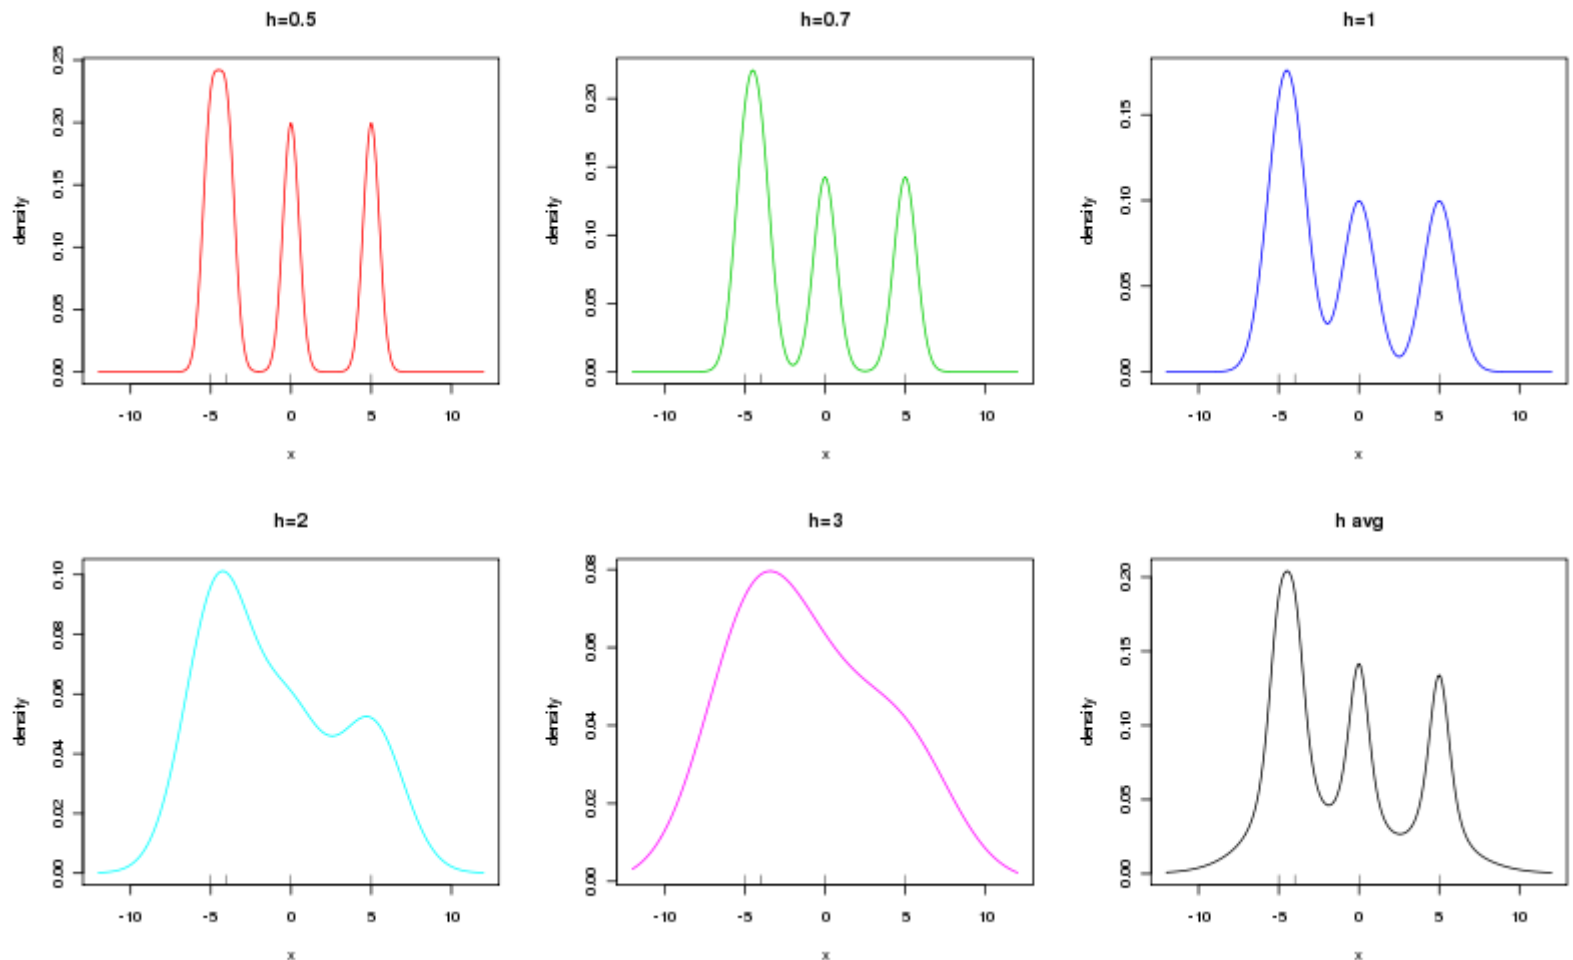 h=0.5
density
0.00 0.05 0.10 0.15 0.20 0.25
-10 -5 0 5 10
x
h=0.7
density
0.00 0.05 0.10 0.15 0.20
-10 -5 0 5 10
x
h=1
density
0.00 0.05 0.10 0.15
-10 -5 0 5 10
x
h=2
density
0.00 0.02 0.04 0.06 0.08 0.10
-10 -5 0 5 10
x
h=3
density
0.00 0.02 0.04 0.06 0.08
-10 -5 0 5 10
x
h avg
density
0.00 0.05 0.10 0.15 0.20
-10 -5 0 5 10
x